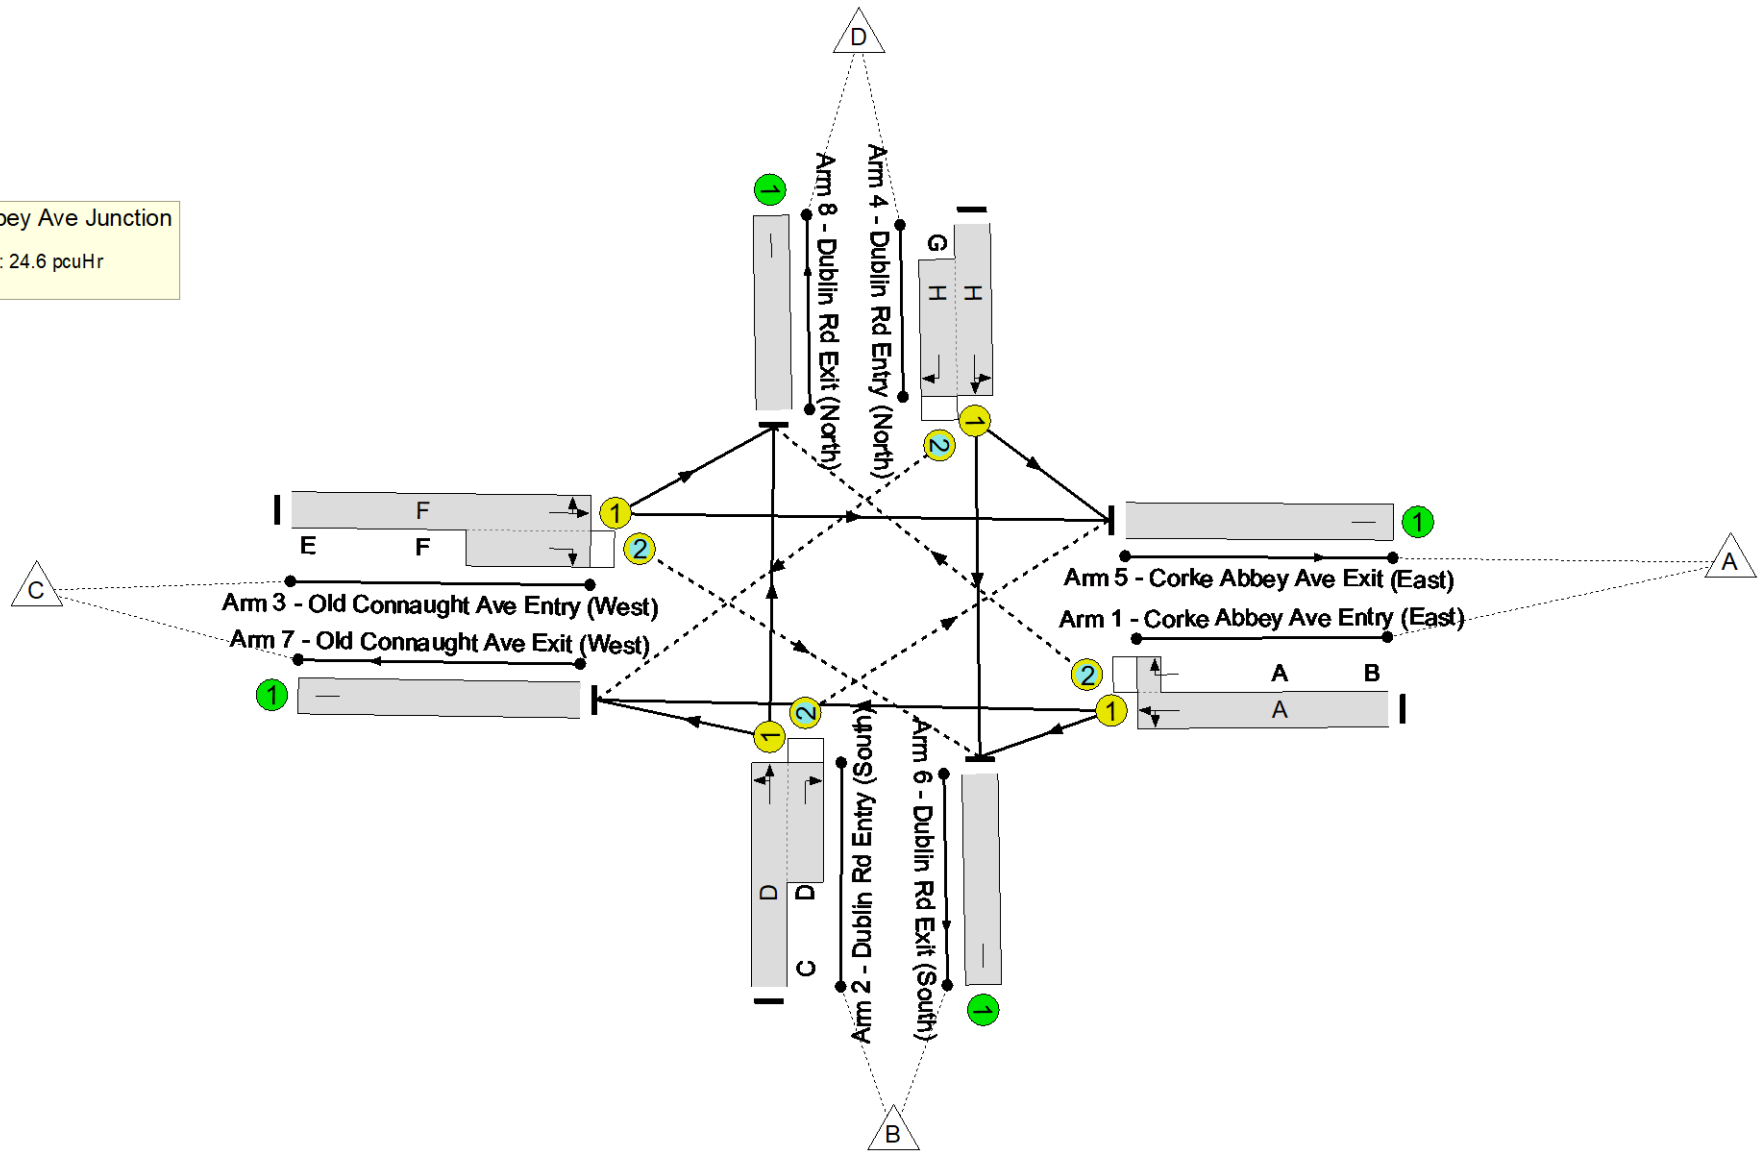 D
bey Ave Junction
: 24.6 pcuHr
1
Arm 8 - Dublin Rd Exit (North)
Arm 4 - Dublin Rd Entry (North)
G
H
H
1
2
F
E
F
1
2
1
Arm 5 - Corke Abbey Ave Exit (East)
Arm 1 - Corke Abbey Ave Entry (East)
A
C
Arm 3 - Old Connaught Ave Entry (West)
Arm 7 - Old Connaught Ave Exit (West)
1
2
1
A
B
A
1
2
D
D
C
Arm 2 - Dublin Rd Entry (South)
Arm 6 - Dublin Rd Exit (South)
1
B